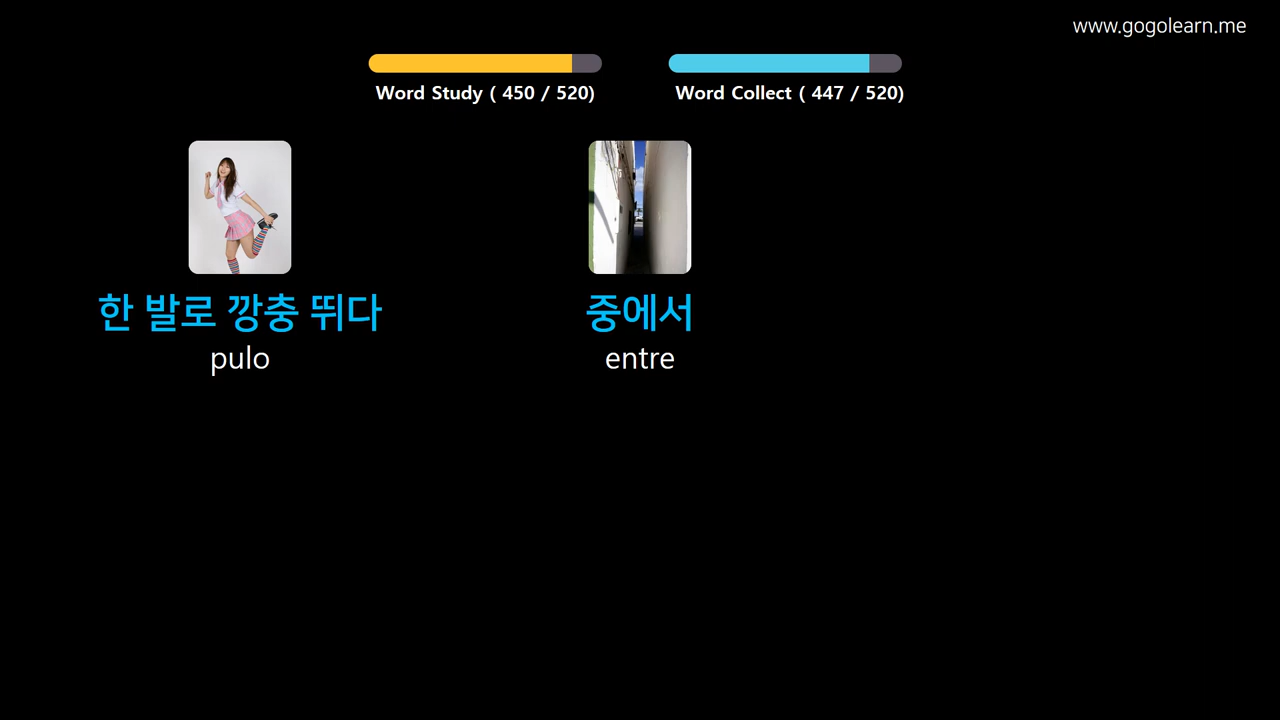 www.gogolearn.me
Word Study ( 450 / 520)
Word Collect ( 447 / 520)
한 발로 깡충 뛰다
pulo
중에서
entre